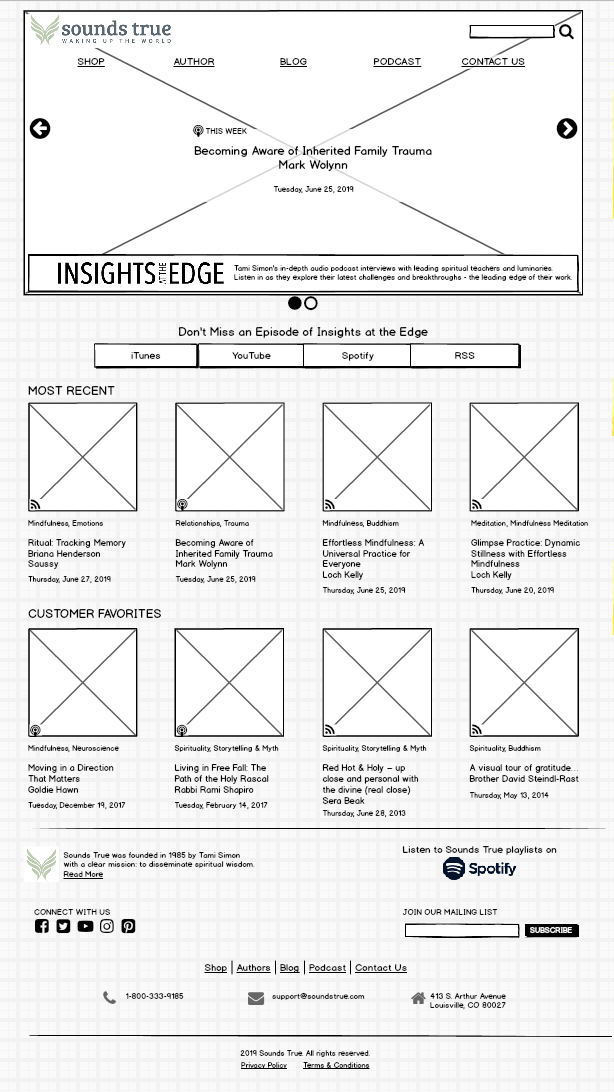 sounds true
WAKING UP THE WORLD
SHOP
AUTHOR
BLOG
PODCAST
CONTACT US
THIS WEEK
Becoming Aware of Inherited Family Trauma
Mark Wolynn
Tuesday, June 25, 2019
INSIGHTS AT THE EDGE
Tami Simon's in-depth audio podcast interviews with leading spiritual teachers and luminaries.
Listen in as they explore their latest challenges and breakthroughs - the leading edge of their work.
Don't Miss an Episode of Insights at the Edge
iTunes
YouTube
Spotify
RSS
MOST RECENT
Mindfulness, Emotions
Ritual: Tracking Memory
Briana Henderson
Saussy
Thursday, June 27, 2019
Relationships, Trauma
Becoming Aware of
Inherited Family Trauma
Mark Wolynn
Tuesday, June 25, 2019
Mindfulness, Buddhism
Effortless Mindfulness: A
Universal Practice for
Everyone
Loch Kelly
Thursday, June 25, 2019
Meditation, Mindfulness Meditation
Glimpse Practice: Dynamic
Stillness with Effortless
Mindfulness
Loch Kelly
Thursday, June 20, 2019
CUSTOMER FAVORITES
Mindfulness, Neuroscience
Moving in a Direction
That Matters
Goldie Hawn
Tuesday, December 19, 2017
Spirituality, Storytelling & Myth
Living in Free Fall: The
Path of the Holy Rascal
Rabbi Rami Shapiro
Tuesday, February 14, 2017
Spirituality, Storytelling & Myth
Red Hot & Holy – up
close and personal with
the divine (real close)
Sera Beak
Thursday, June 28, 2013
Spirituality, Buddhism
A visual tour of gratitude...
Brother David Steindl-Rast
Thursday, May 13, 2014
Sounds True was founded in 1985 by Tami Simon
with a clear mission: to disseminate spiritual wisdom.
Read More
Listen to Sounds True playlists on
Spotify
CONNECT WITH US
JOIN OUR MAILING LIST
SUBSCRIBE
Shop | Authors | Blog | Podcast | Contact Us
1-800-333-9185
support@soundstrue.com
413 S. Arthur Avenue
Louisville, CO 80027
2019 Sounds True. All rights reserved.
Privacy Policy
Terms & Conditions